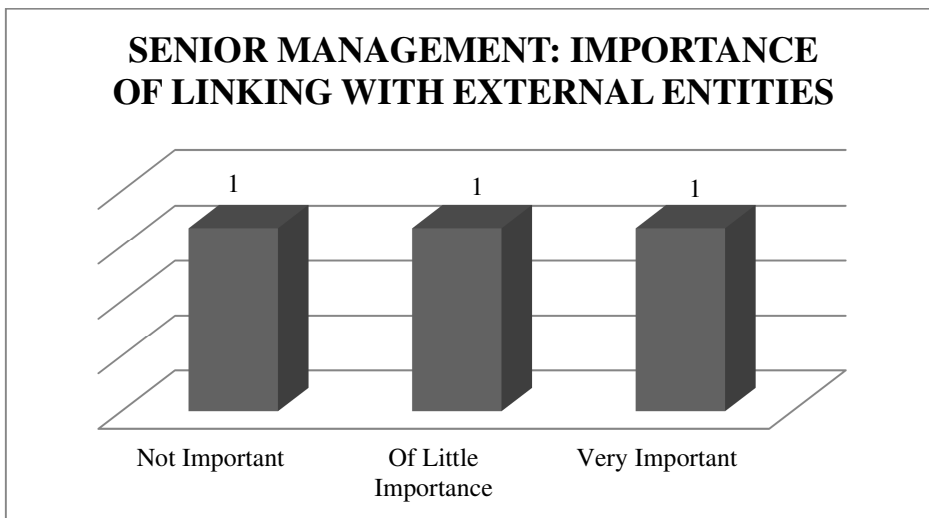 SENIOR MANAGEMENT: IMPORTANCE
OF LINKING WITH EXTERNAL ENTITIES
1
1
1
Not Important
Of Little
Importance
Very Important